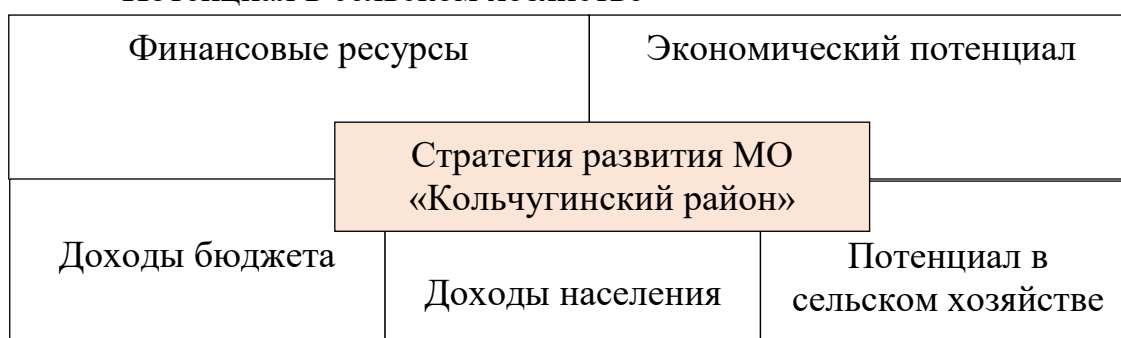 Финансовые ресурсы
Экономический потенциал
Стратегия развития МО
«Кольчугинский район»
Доходы бюджета
Доходы населения
Потенциал в
сельском хозяйстве